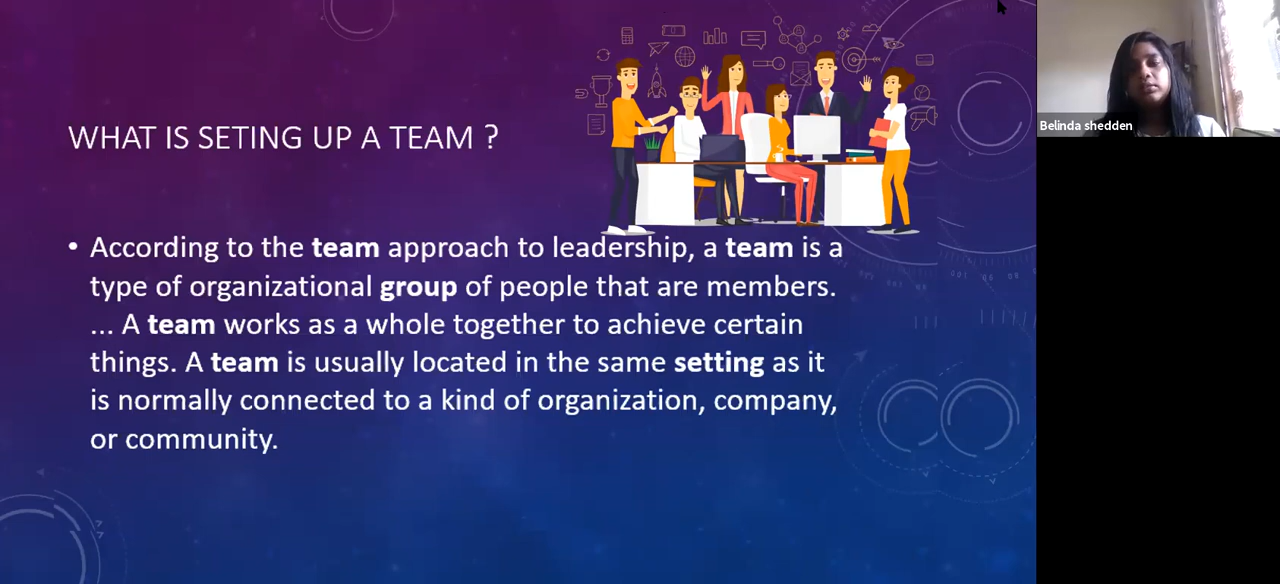 WHAT IS SETING UP A TEAM ?
• According to the team approach to leadership, a team is a
type of organizational group of people that are members.
... A team works as a whole together to achieve certain
things. A team is usually located in the same setting as it
is normally connected to a kind of organization, company,
or community.
Belinda shedden